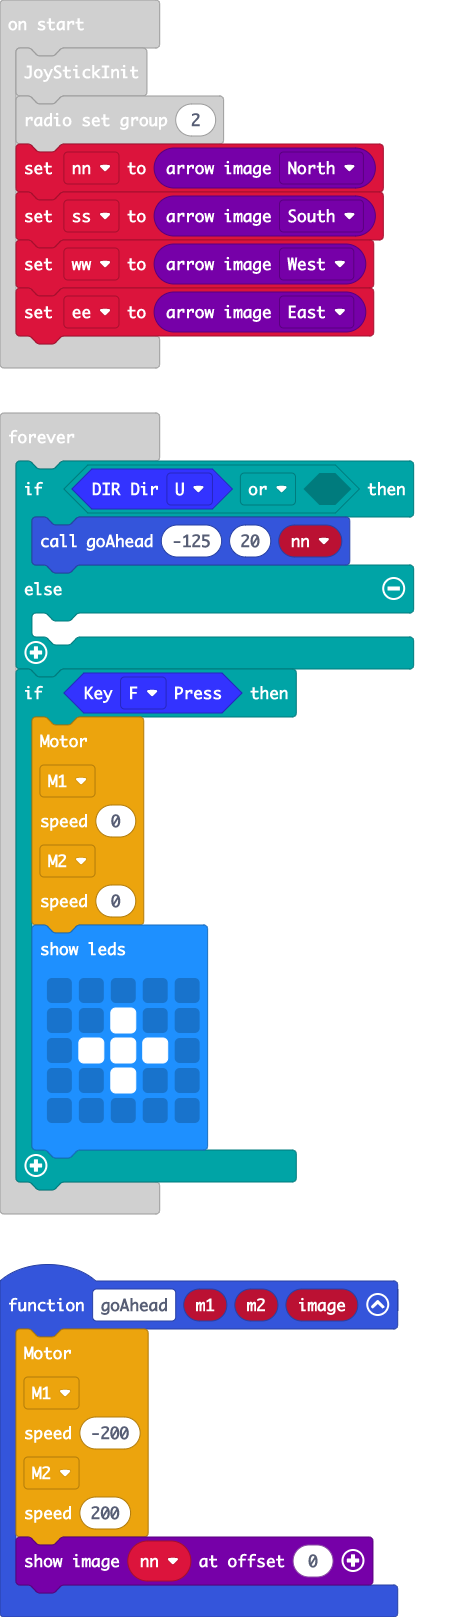 on start
JoyStickInit
radio set group 2
set nn to arrow image North
set ss to arrow image South
set ww to arrow image West
set ee to arrow image East
forever
if DIR Dir U or then
call goAhead -125 20 nn
else
if Key F Press then
Motor
M1
speed 0
M2
speed 0
show leds
function goAhead m1 m2 image
Motor
M1
speed -200
M2
speed 200
show image nn at offset 0